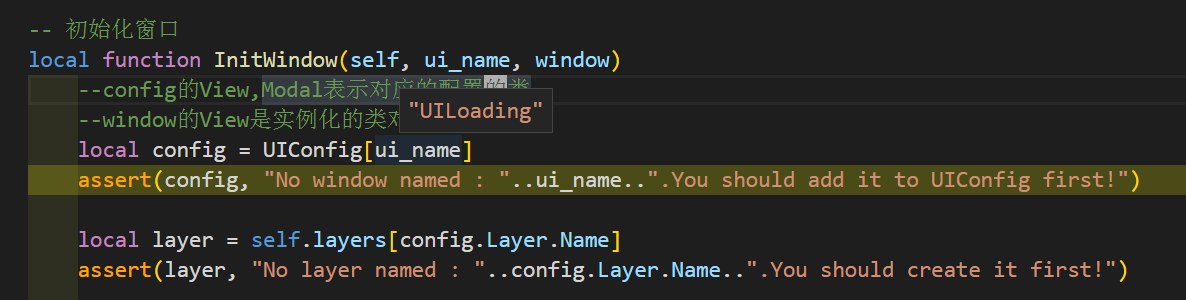 -- 初始化窗口
local function InitWindow(self, ui_name, window)
--config的View,Modal表示对应的配置的类
"UILoading"
--window的View是实例化的类对
local config = UIConfig[ui_name]
assert(config, "No window named : "..ui_name..".You should add it to UIConfig first!")
local layer = self.layers[config.Layer.Name]
assert(layer, "No layer named : "..config.Layer.Name..".You should create it first!")